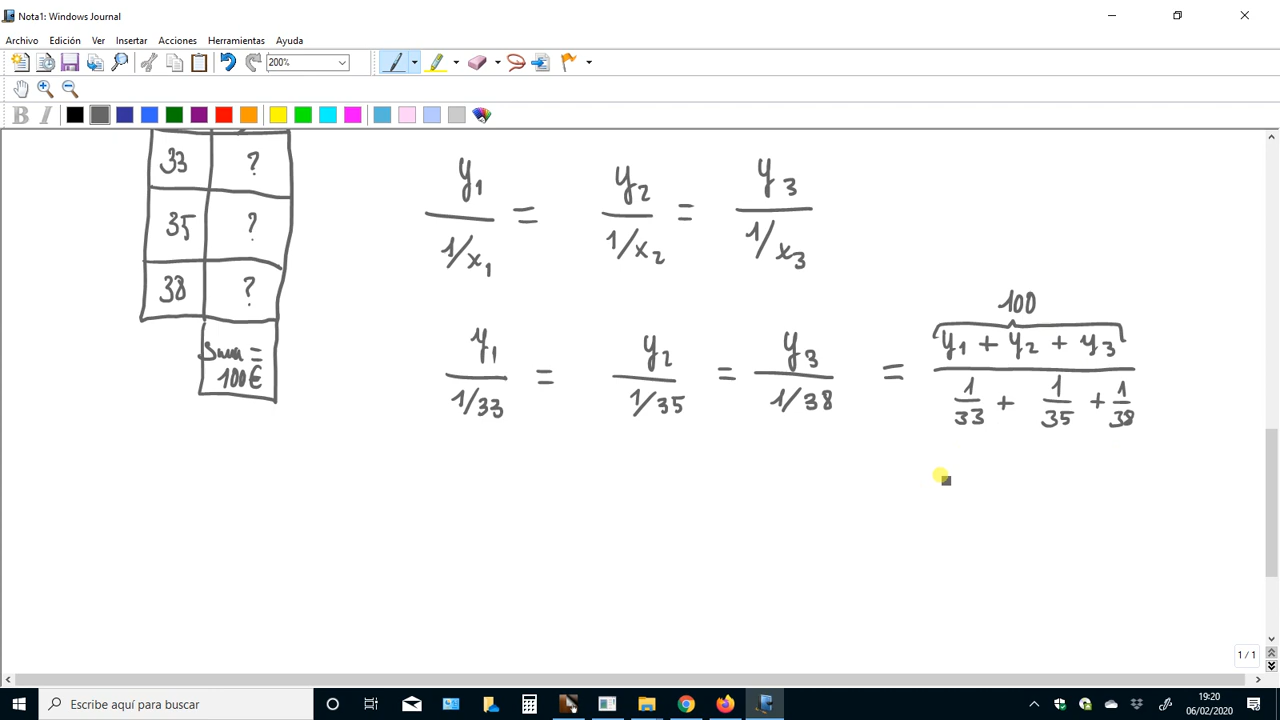 Nota1: Windows Journal
Archivo Edición Ver Insertar Acciones Herramientas Ayuda
200%
B I
33 ?
35 ?
38 ?
Suma =
100€
y₁ / 1/x₁ = y₂ / 1/x₂ = y₃ / 1/x₃
100
y₁ / 1/33 = y₂ / 1/35 = y₃ / 1/38 = y₁ + y₂ + y₃ / 1/33 + 1/35 + 1/38
1 / 1
Escribe aquí para buscar
19:20
06/02/2020